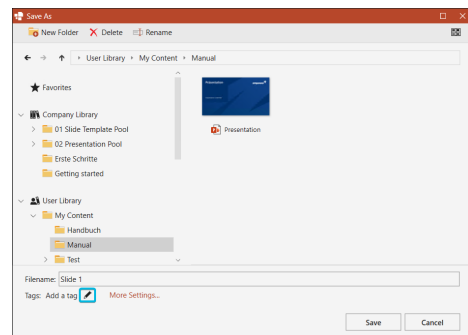 Save As
New Folder Delete Rename
User Library My Content Manual
Favorites
Company Library
01 Slide Template Pool
02 Presentation Pool
Erste Schritte
Getting started
User Library
My Content
Handbuch
Manual
Test
Presentation
Presentation
Filename: Slide 1
Tags: Add a tag More Settings...
Save Cancel